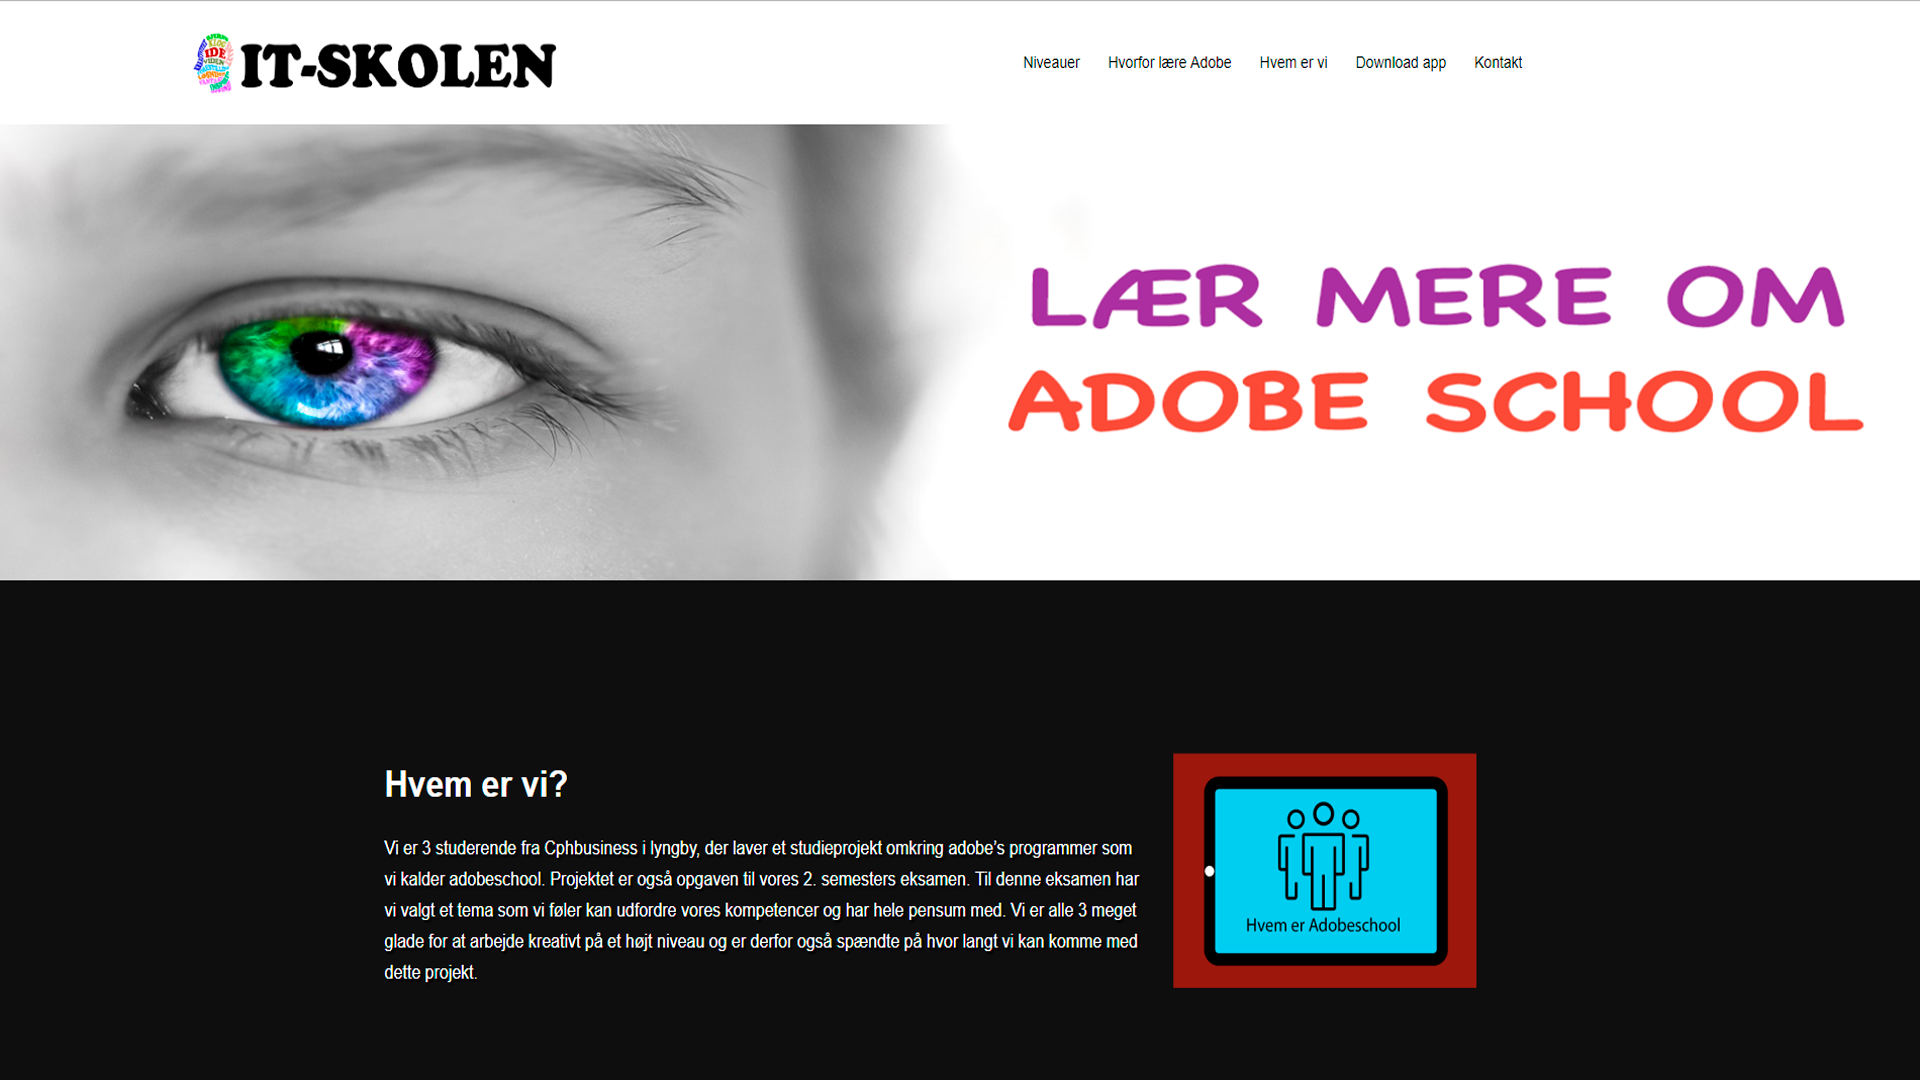 IT-SKOLEN
Niveauer
Hvorfor lære Adobe
Hvem er vi
Download app
Kontakt
LÆR MERE OM
ADOBE SCHOOL
Hvem er vi?
Vi er 3 studerende fra Cphbusiness i lyngby, der laver et studieprojekt omkring adobe’s programmer som
vi kalder adobeschool. Projektet er også opgaven til vores 2. semesters eksamen. Til denne eksamen har
vi valgt et tema som vi føler kan udfordre vores kompetencer og har hele pensum med. Vi er alle 3 meget
glade for at arbejde kreativt på et højt niveau og er derfor også spændte på hvor langt vi kan komme med
dette projekt.
Hvem er Adobeschool